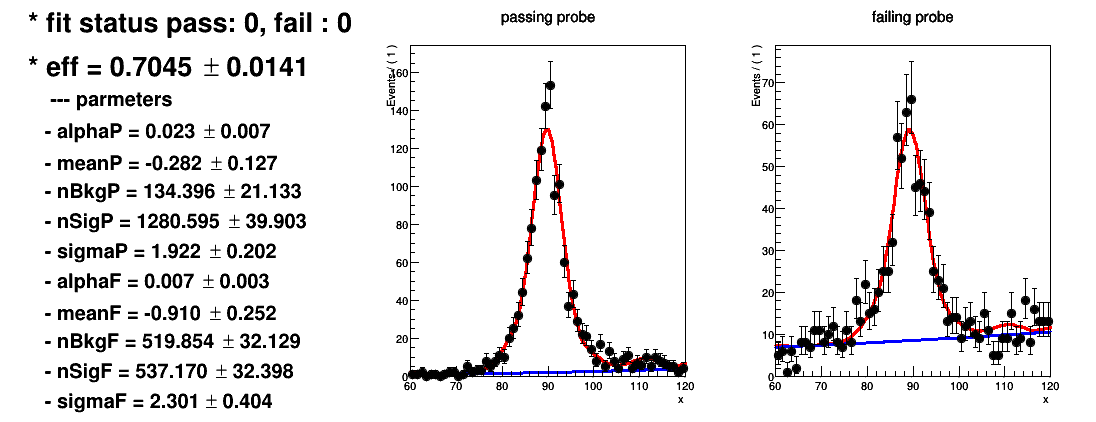 * fit status pass: 0, fail : 0
* eff = 0.7045 ± 0.0141
--- parmeters
- alphaP = 0.023 ± 0.007
- meanP = -0.282 ± 0.127
- nBkgP = 134.396 ± 21.133
- nSigP = 1280.595 ± 39.903
- sigmaP = 1.922 ± 0.202
- alphaF = 0.007 ± 0.003
- meanF = -0.910 ± 0.252
- nBkgF = 519.854 ± 32.129
- nSigF = 537.170 ± 32.398
- sigmaF = 2.301 ± 0.404
passing probe
Events / ( 1 )
160
140
120
100
80
60
40
20
0
60 70 80 90 100 110 120
x
failing probe
Events / ( 1 )
70
60
50
40
30
20
10
0
60 70 80 90 100 110 120
x